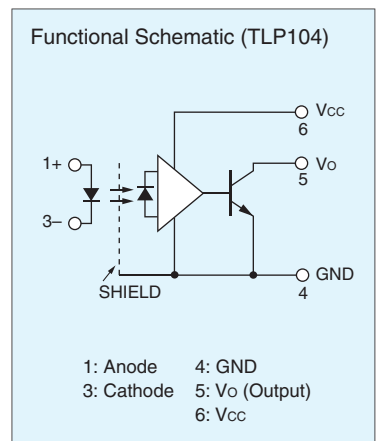 Functional Schematic (TLP104)
VCC
6
1+
VO
5
3–
GND
4
SHIELD
1: Anode 4: GND
3: Cathode 5: VO (Output)
6: VCC